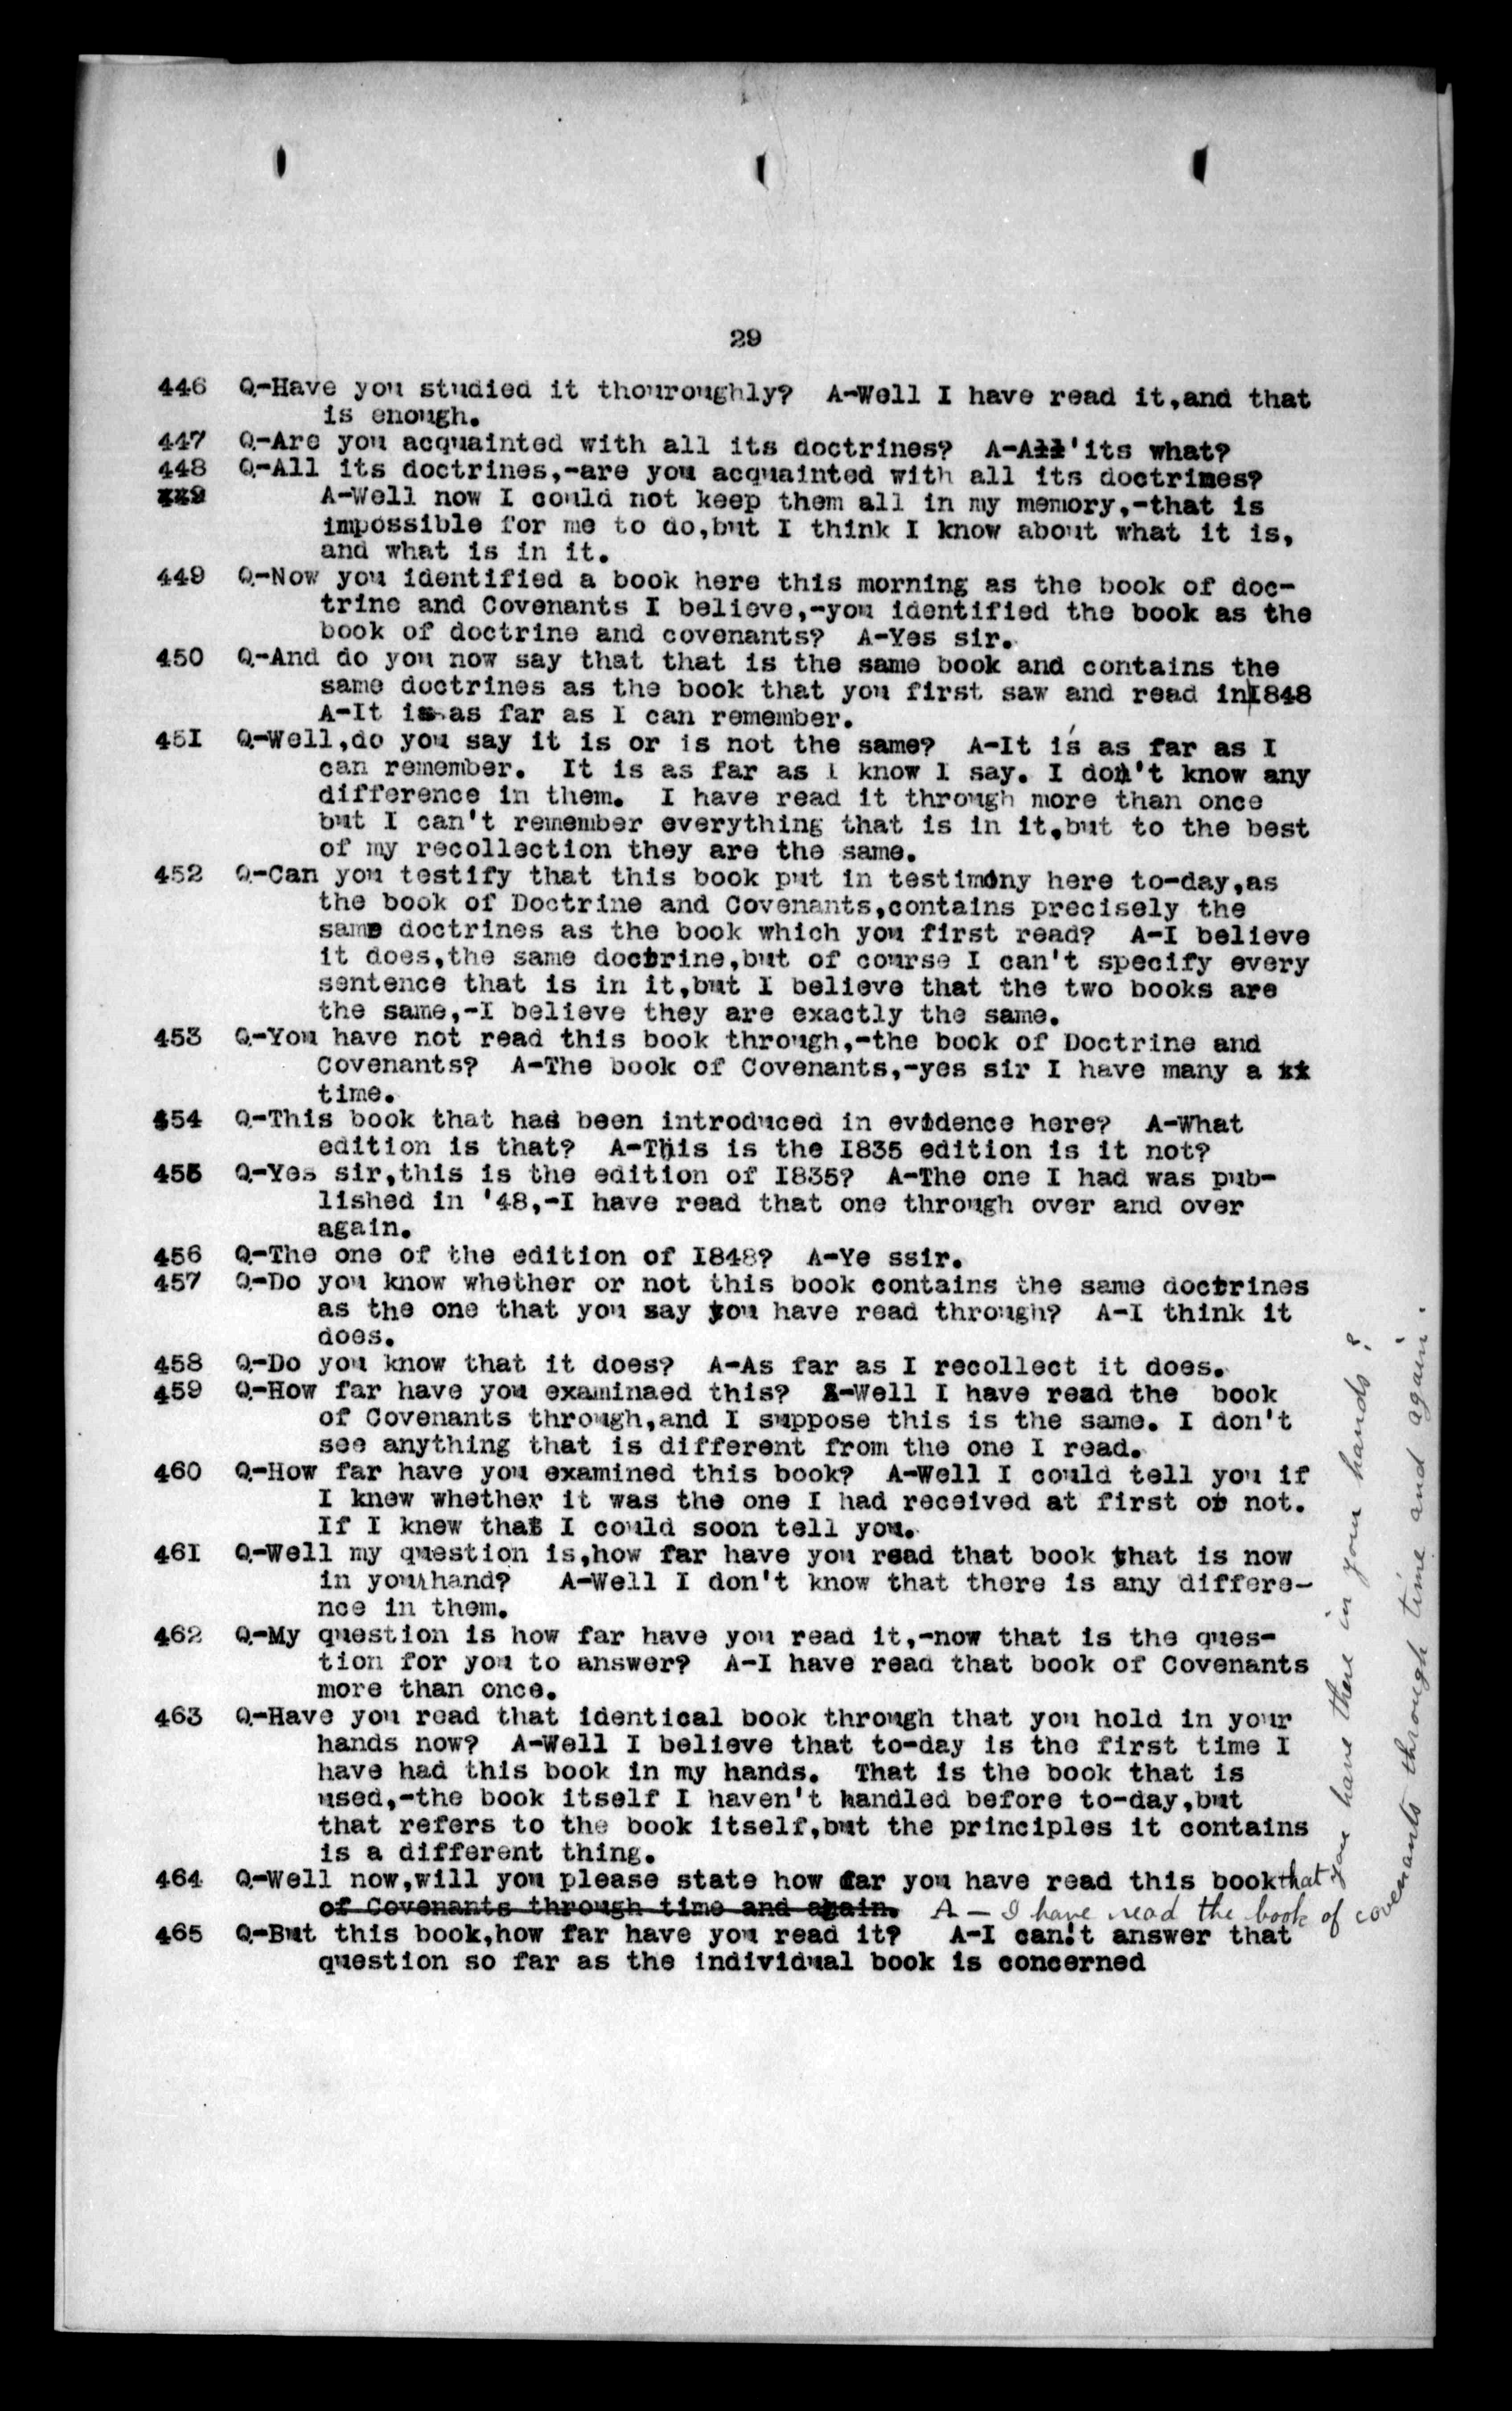 29
446 Q-Have you studied it thouroughly? A-Well I have read it,and that
is enough.
447 Q-Are you acquainted with all its doctrines? A-All'its what?
448 Q-All its doctrines,-are you acquainted with all its doctrines?
449 A-Well now I could not keep them all in my memory,-that is
impossible for me to do,but I think I know about what it is,
and what is in it.
449 Q-Now you identified a book here this morning as the book of doc-
trine and Covenants I believe,-you identified the book as the
book of doctrine and covenants? A-Yes sir.
450 Q-And do you now say that that is the same book and contains the
same doctrines as the book that you first saw and read in I848
A-It is as far as I can remember.
45I Q-Well,do you say it is or is not the same? A-It is as far as I
can remember. It is as far as I know I say. I don't know any
difference in them. I have read it through more than once
but I can't remember everything that is in it,but to the best
of my recollection they are the same.
452 Q-Can you testify that this book put in testimony here to-day,as
the book of Doctrine and Covenants,contains precisely the
same doctrines as the book which you first read? A-I believe
it does,the same doctrine,but of course I can't specify every
sentence that is in it,but I believe that the two books are
the same,-I believe they are exactly the same.
453 Q-You have not read this book through,-the book of Doctrine and
Covenants? A-The book of Covenants,-yes sir I have many a
time.
454 Q-This book that has been introduced in evidence here? A-What
edition is that? A-This is the I835 edition is it not?
455 Q-Yes sir,this is the edition of I835? A-The one I had was pub-
lished in '48,-I have read that one through over and over
again.
456 Q-The one of the edition of I848? A-Ye ssir.
457 Q-Do you know whether or not this book contains the same doctrines
as the one that you say you have read through? A-I think it
does.
458 Q-Do you know that it does? A-As far as I recollect it does.
459 Q-How far have you examinaed this? A-Well I have read the book
of Covenants through,and I suppose this is the same. I don't
see anything that is different from the one I read.
460 Q-How far have you examined this book? A-Well I could tell you if
I knew whether it was the one I had received at first or not.
If I knew that I could soon tell you.
46I Q-Well my question is,how far have you read that book that is now
in your hand? A-Well I don't know that there is any differe-
nce in them.
462 Q-My question is how far have you read it,-now that is the ques-
tion for you to answer? A-I have read that book of Covenants
more than once.
463 Q-Have you read that identical book through that you hold in your
hands now? A-Well I believe that to-day is the first time I
have had this book in my hands. That is the book that is
used,-the book itself I haven't handled before to-day,but
that refers to the book itself,but the principles it contains
is a different thing.
464 Q-Well now,will you please state how far you have read this book that you have there in your hands?
of Covenants through time and again. A - I have read the book of covenants through time and again.
465 Q-But this book,how far have you read it? A-I can't answer that
question so far as the individual book is concerned